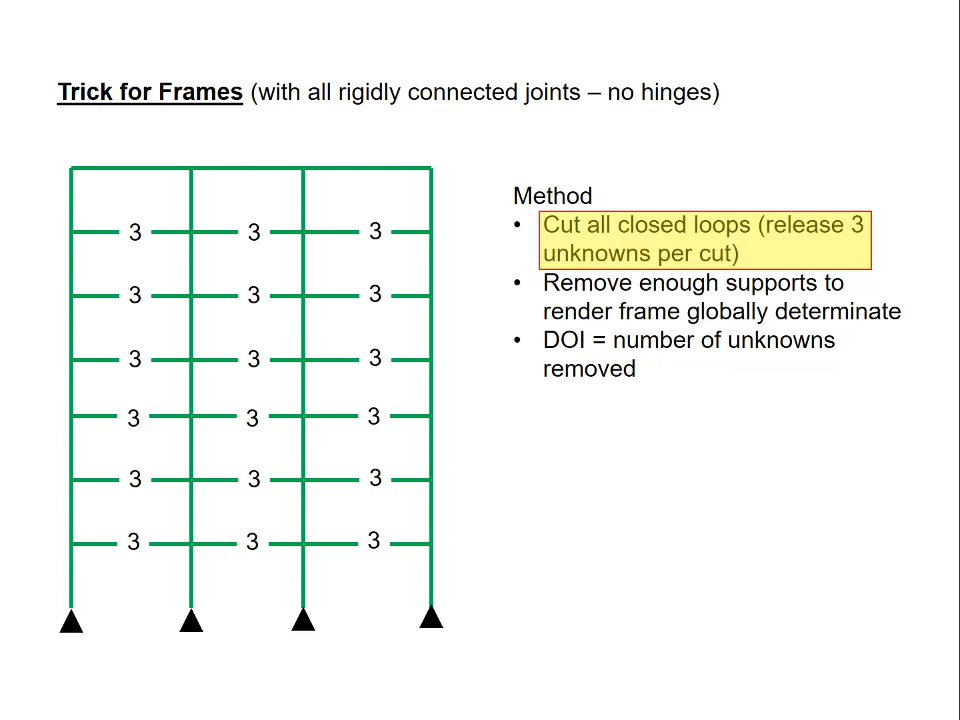 Trick for Frames (with all rigidly connected joints – no hinges)
Method
• Cut all closed loops (release 3
unknowns per cut)
• Remove enough supports to
render frame globally determinate
• DOI = number of unknowns
removed
3 3 3
3 3 3
3 3 3
3 3 3
3 3 3
3 3 3